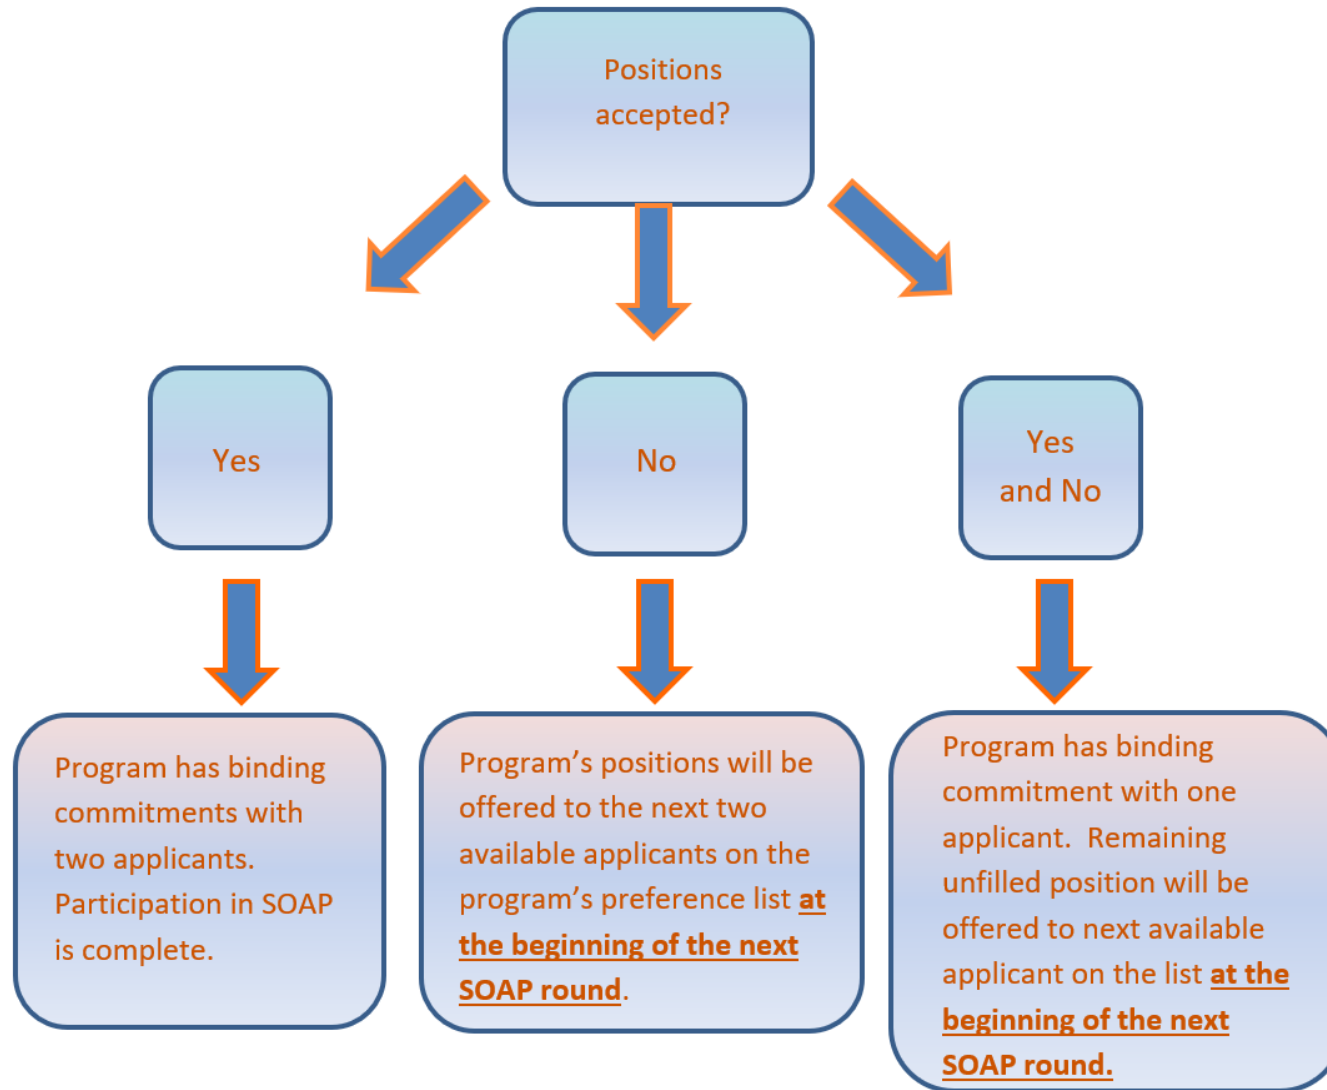 Positions
accepted?
Yes
No
Yes
and No
Program has binding
commitments with
two applicants.
Participation in SOAP
is complete.
Program’s positions will be
offered to the next two
available applicants on the
program’s preference list at
the beginning of the next
SOAP round.
Program has binding
commitment with one
applicant.  Remaining
unfilled position will be
offered to next available
applicant on the list at the
beginning of the next
SOAP round.